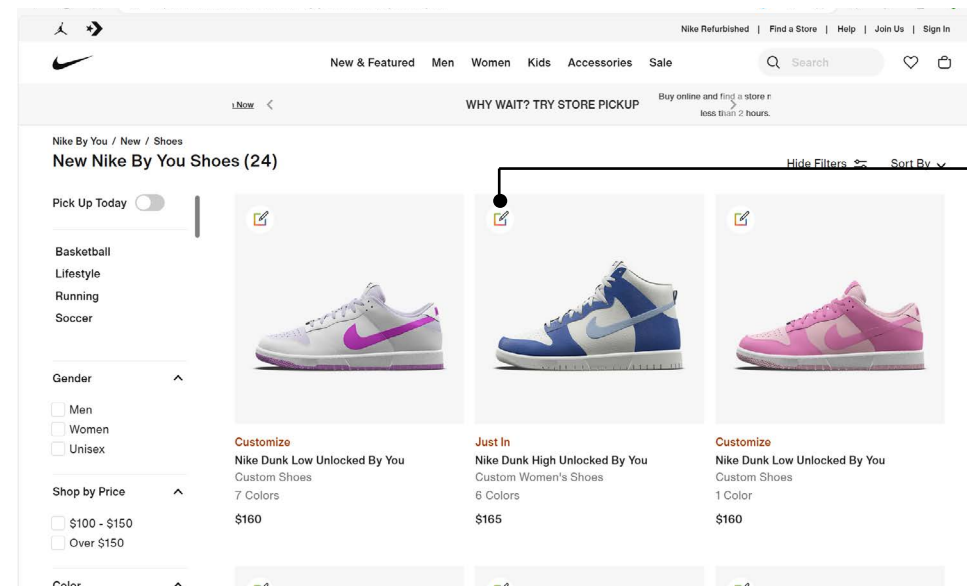 Nike Refurbished | Find a Store | Help | Join Us | Sign In
New & Featured Men Women Kids Accessories Sale Search
Now WHY WAIT? TRY STORE PICKUP Buy online and find a store
less than 2 hours.
Nike By You / New / Shoes
New Nike By You Shoes (24)
Hide Filters Sort By
Pick Up Today
Basketball
Lifestyle
Running
Soccer
Gender
Men
Women
Unisex
Shop by Price
$100 - $150
Over $150
Color
Customize
Nike Dunk Low Unlocked By You
Custom Shoes
7 Colors
$160
Just In
Nike Dunk High Unlocked By You
Custom Women's Shoes
6 Colors
$165
Customize
Nike Dunk Low Unlocked By You
Custom Shoes
1 Color
$160